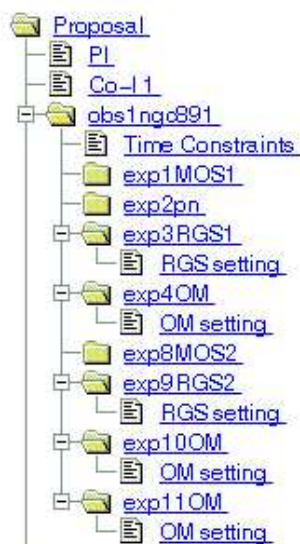 Proposal
PI
Co-I 1
obs1ngc891
Time Constraints
exp1MOS1
exp2pn
exp3RGS1
RGS setting
exp4OM
OM setting
exp8MOS2
exp9RGS2
RGS setting
exp10OM
OM setting
exp11OM
OM setting